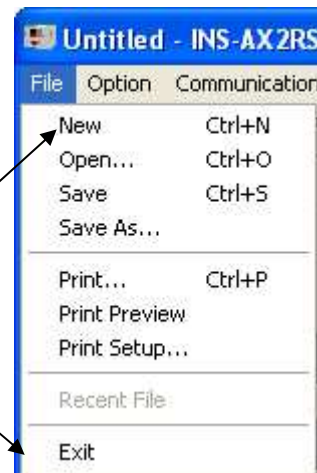 Untitled - INS-AX2RS
File Option Communication
New Ctrl+N
Open... Ctrl+O
Save Ctrl+S
Save As...
Print... Ctrl+P
Print Preview
Print Setup...
Recent File
Exit